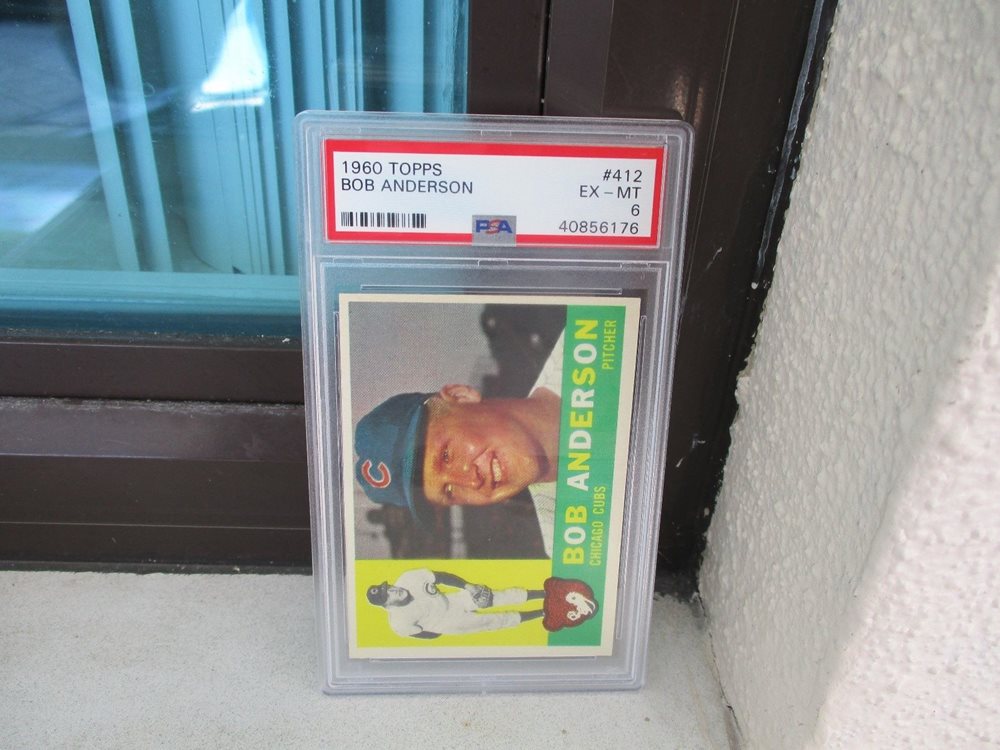 1960 TOPPS #412
BOB ANDERSON EX - MT
6
PSA 40856176
C
BOB ANDERSON
CHICAGO CUBS PITCHER